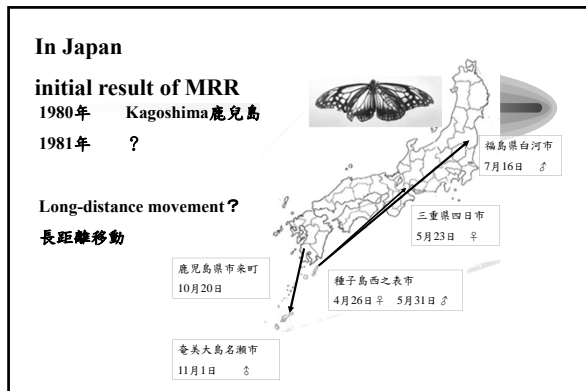 In Japan
initial result of MRR
1980年 Kagoshima鹿兒島
1981年 ?
Long-distance movement?
長距離移動
福島県白河市
7月16日 ♂
三重県四日市
5月23日 ♀
種子島西之表市
4月26日♀ 5月31日♂
鹿児島県市来町
10月20日
奄美大島名瀬市
11月1日 ♂